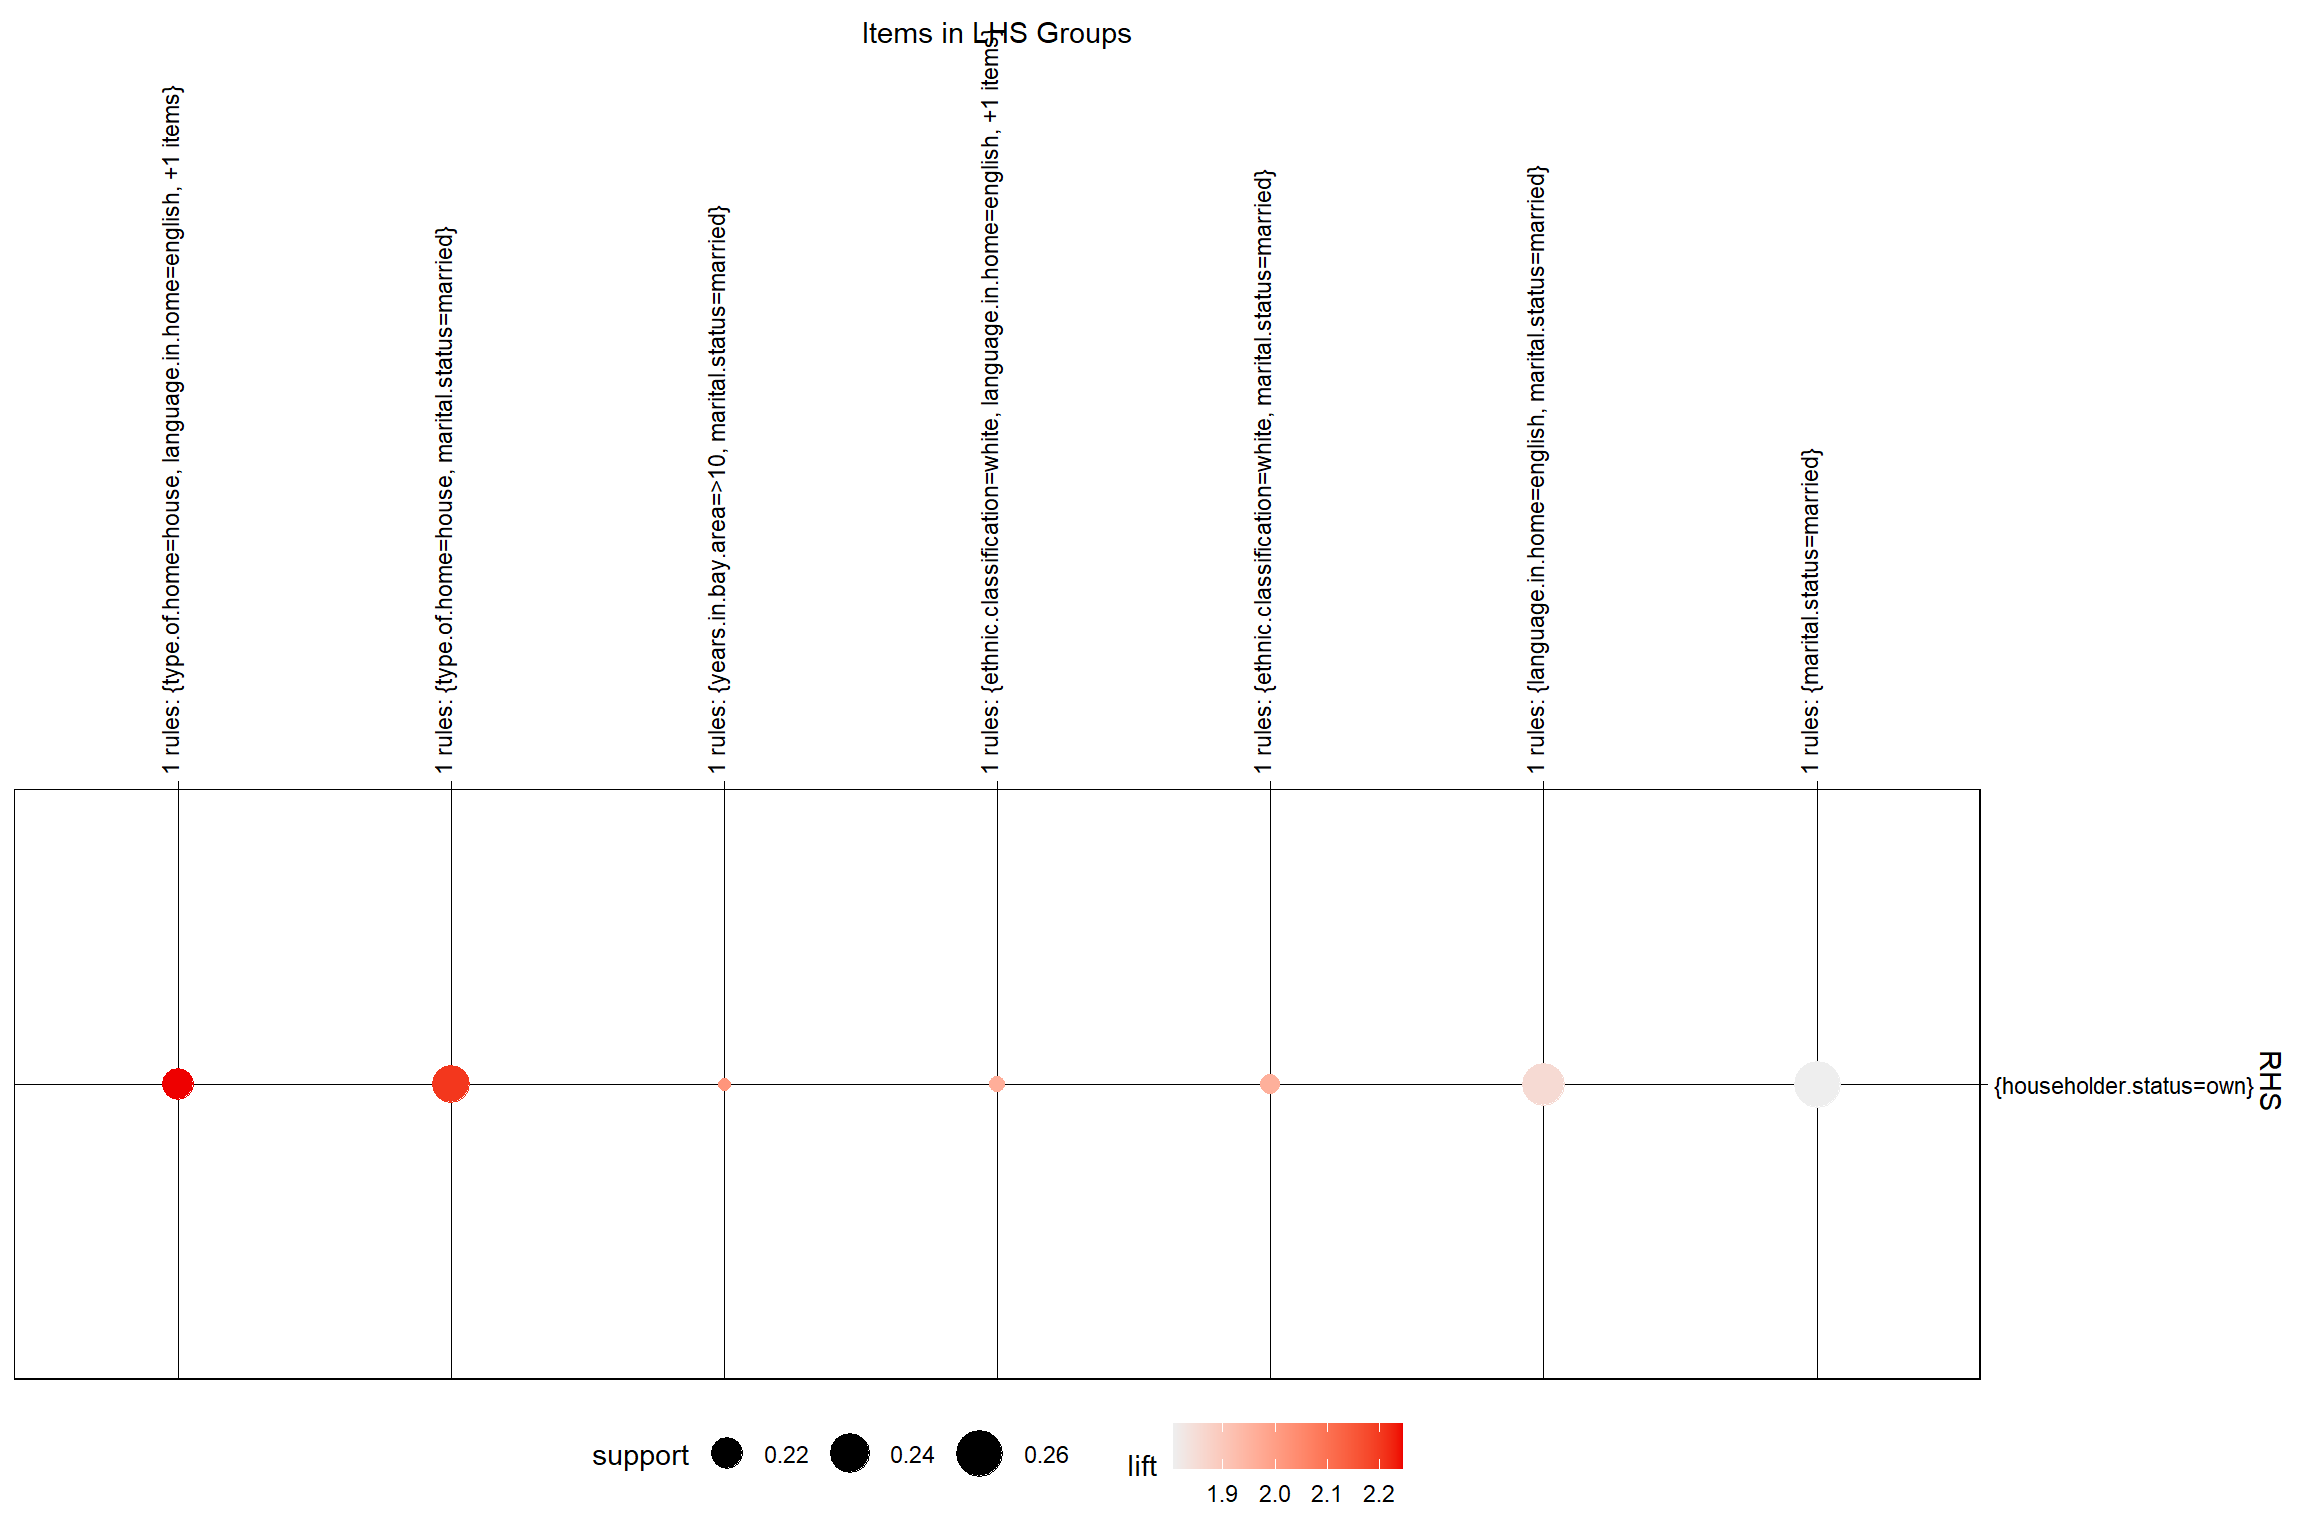 Items in LHS Groups
1 rules: {type.of.home=house, language.in.home=english, +1 items}
1 rules: {type.of.home=house, marital.status=married}
1 rules: {years.in.bay.area=>10, marital.status=married}
1 rules: {ethnic.classification=white, language.in.home=english, +1 items}
1 rules: {ethnic.classification=white, marital.status=married}
1 rules: {language.in.home=english, marital.status=married}
1 rules: {marital.status=married}
{householder.status=own}
RHS
support 0.22 0.24 0.26
lift
1.9 2.0 2.1 2.2